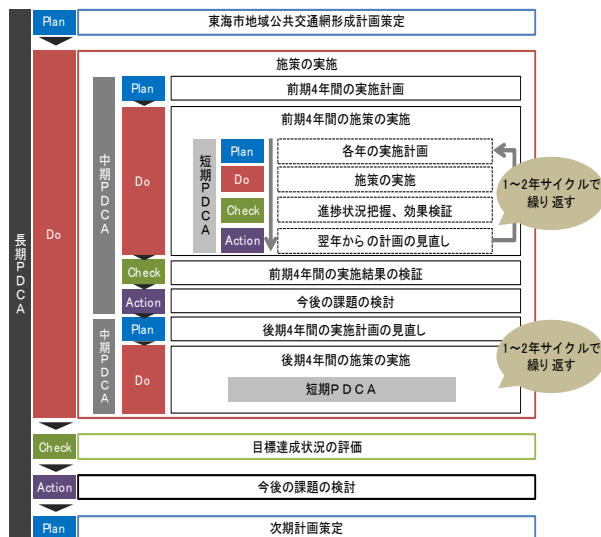 長期PDCA
Plan
東海市地域公共交通網形成計画策定
Do
施策の実施
中期PDCA
Plan
前期4年間の実施計画
Do
前期4年間の施策の実施
短期PDCA
Plan
各年の実施計画
Do
施策の実施
Check
進捗状況把握、効果検証
Action
翌年からの計画の見直し
1~2年サイクルで
繰り返す
Check
前期4年間の実施結果の検証
Action
今後の課題の検討
中期PDCA
Plan
後期4年間の実施計画の見直し
Do
後期4年間の施策の実施
短期PDCA
1~2年サイクルで
繰り返す
Check
目標達成状況の評価
Action
今後の課題の検討
Plan
次期計画策定